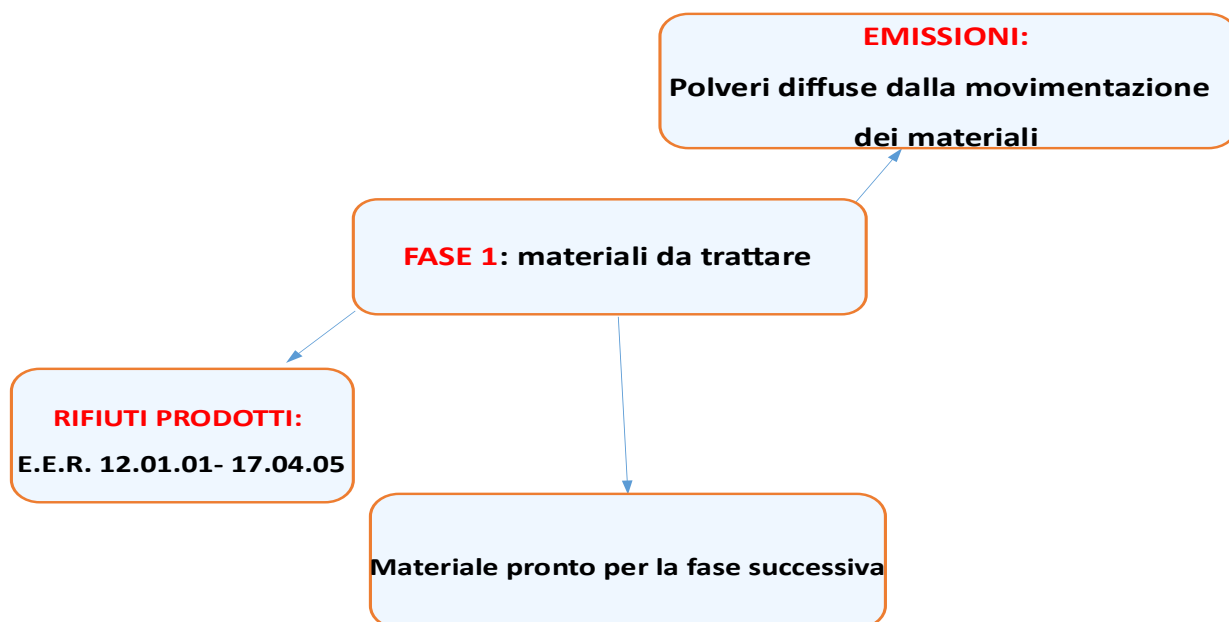 EMISSIONI:
Polveri diffuse dalla movimentazione
dei materiali
FASE 1: materiali da trattare
RIFIUTI PRODOTTI:
E.E.R. 12.01.01- 17.04.05
Materiale pronto per la fase successiva